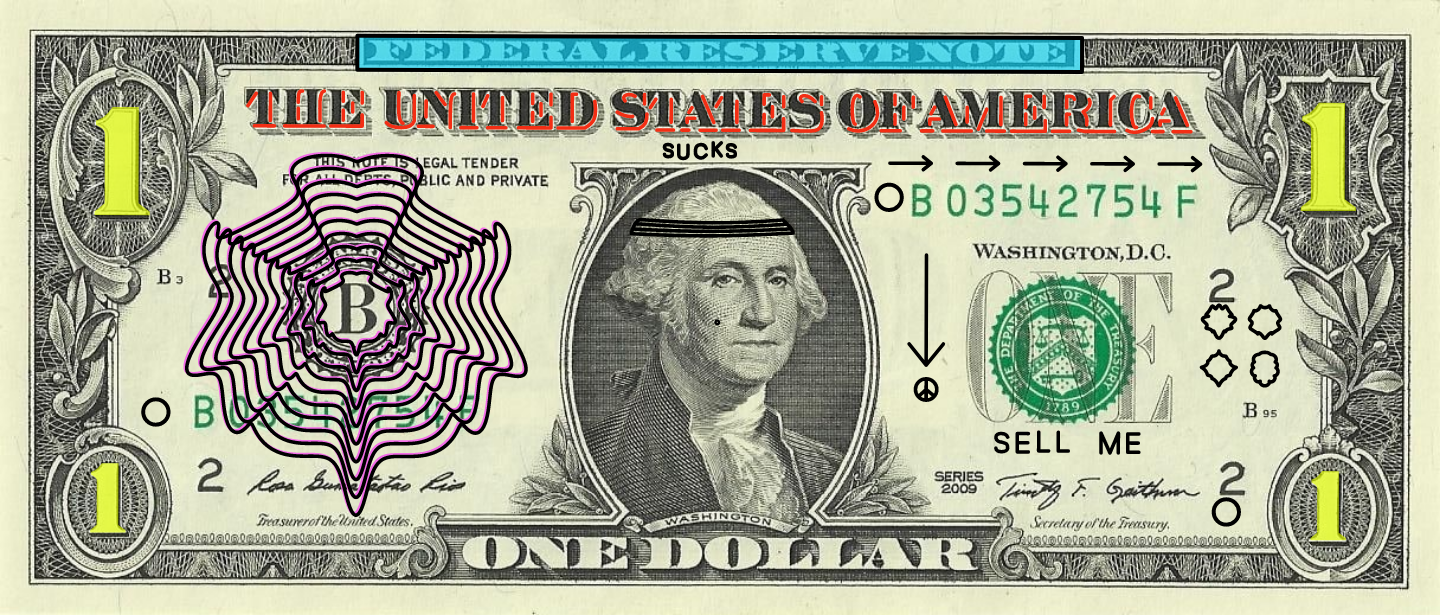 FEDERAL RESERVE NOTE
THE UNITED STATES OF AMERICA
SUCKS
THIS NOTE IS LEGAL TENDER
FOR ALL DEBTS, PUBLIC AND PRIVATE
1
1
B 03542754 F
WASHINGTON, D.C.
B 3
2
B
2
ONE
THE DEPARTMENT OF THE TREASURY
1789
B 95
B 03542754 F
SELL ME
2
Rosa Gumataotao Rios
SERIES
2009
Timothy F. Geithner
2
Treasurer of the United States.
WASHINGTON
Secretary of the Treasury.
1
ONE DOLLAR
1